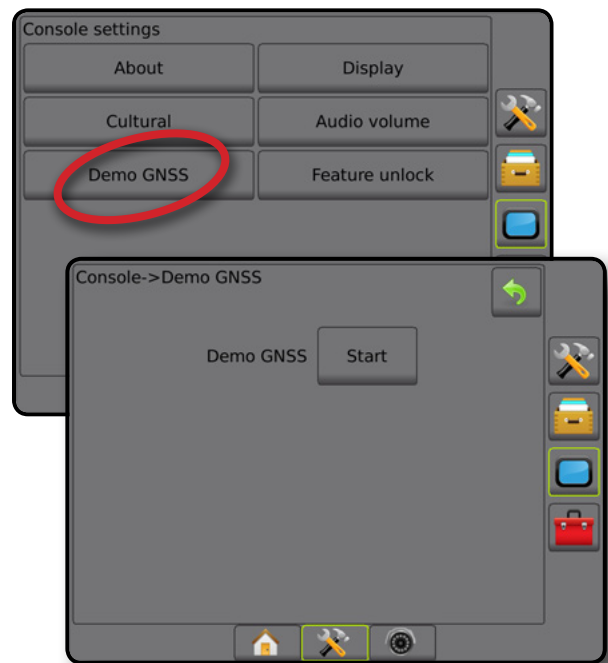 Console settings
About
Display
Cultural
Audio volume
Demo GNSS
Feature unlock
Console->Demo GNSS
Demo GNSS
Start